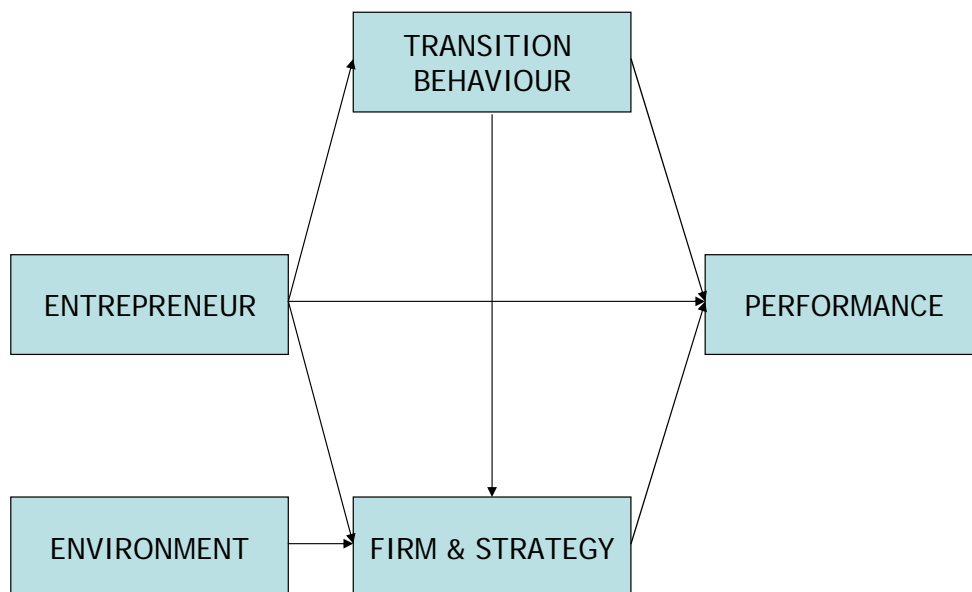 TRANSITION
BEHAVIOUR
ENTREPRENEUR
PERFORMANCE
ENVIRONMENT
FIRM & STRATEGY